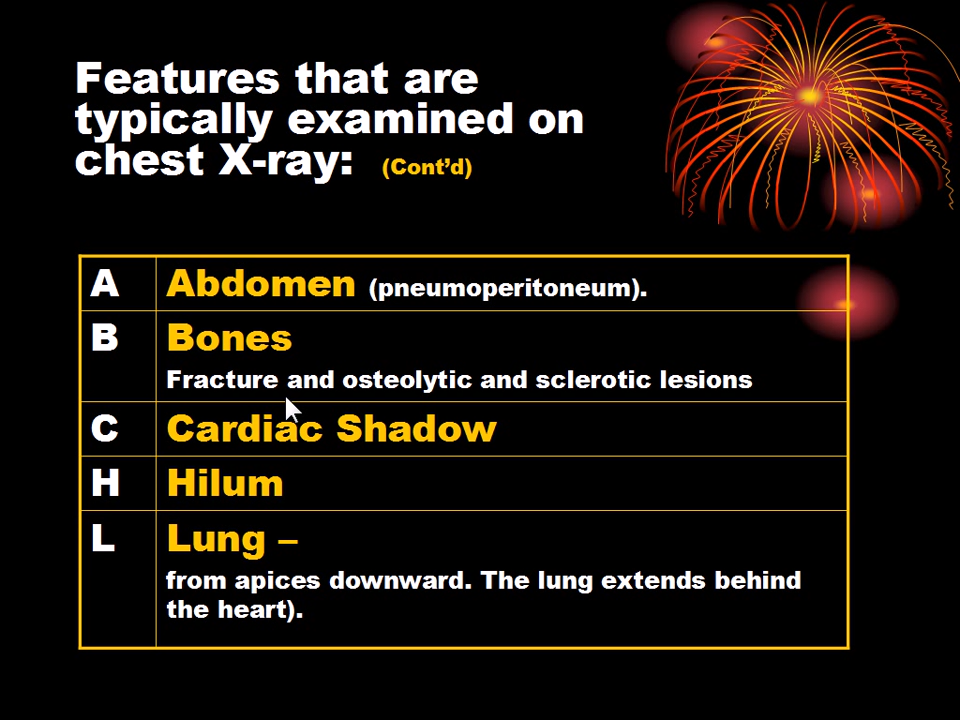 Features that are
typically examined on
chest X-ray: (Cont’d)
A Abdomen (pneumoperitoneum).
B Bones
Fracture and osteolytic and sclerotic lesions
C Cardiac Shadow
H Hilum
L Lung –
from apices downward. The lung extends behind
the heart).